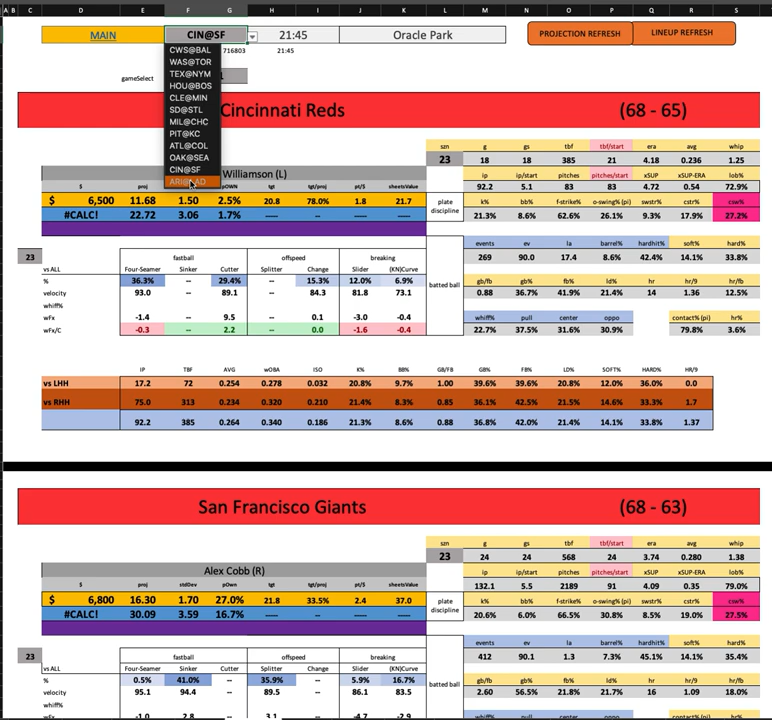 A B C D E F G H I J K L M N O P Q R S
MAIN CIN@SF 21:45 Oracle Park PROJECTION REFRESH LINEUP REFRESH
CWS@BAL 716803 21:45
WAS@TOR
TEX@NYM
gameSelect
HOU@BOS
CLE@MIN
SD@STL
Cincinnati Reds (68 - 65)
MIL@CHC
PIT@KC
ATL@COL
OAK@SEA
CIN@SF
szn g gs tbf tbf/start era avg whip
23 18 18 385 21 4.18 0.236 1.25
Williamson (L) ip ip/start pitches pitches/start xSUP xSUP-ERA lob%
$ proj pOWN tgt tgt/proj pt/$ sheetsValue 92.2 5.1 83 83 4.72 0.54 72.9%
$ 6,500 11.68 1.50 2.5% 20.8 78.0% 1.8 21.7 plate discipline k% bb% f-strike% o-swing% (pi) swstr% cstr% csw%
#CALC! 22.72 3.06 1.7% ---- ---- ---- ---- 21.3% 8.6% 62.6% 26.1% 9.3% 17.9% 27.2%
events ev la barrel% hardhit% soft% hard%
23 fastball offspeed breaking batted ball 269 90.0 17.4 8.6% 42.4% 14.1% 33.8%
vs ALL Four-Seamer Sinker Cutter Splitter Change Slider (KN)Curve
% 36.3% -- 29.4% -- 15.3% 12.0% 6.9% gb/fb gb% fb% ld% hr hr/9 hr/fb
velocity 93.0 -- 89.1 -- 84.3 81.8 73.1 0.88 36.7% 41.9% 21.4% 14 1.36 12.5%
whiff%
wFx -1.4 -- 9.5 -- 0.1 -3.0 -0.4 whiff% pull center oppo contact% (pi) hr%
wFx/C -0.3 -- 2.2 -- 0.0 -1.6 -0.4 22.7% 37.5% 31.6% 30.9% 79.8% 3.6%
IP TBF AVG wOBA ISO K% BB% GB/FB GB% FB% LD% SOFT% HARD% HR/9
vs LHH 17.2 72 0.254 0.278 0.032 20.8% 9.7% 1.00 39.6% 39.6% 20.8% 12.0% 36.0% 0.0
vs RHH 75.0 313 0.234 0.320 0.210 21.4% 8.3% 0.85 36.1% 42.5% 21.5% 14.6% 33.3% 1.7
92.2 385 0.264 0.340 0.186 21.3% 8.6% 0.88 36.8% 42.0% 21.4% 14.1% 33.8% 1.37
San Francisco Giants (68 - 63)
szn g gs tbf tbf/start era avg whip
23 24 24 568 24 3.74 0.280 1.38
Alex Cobb (R) ip ip/start pitches pitches/start xSUP xSUP-ERA lob%
$ proj stdDev pOwn tgt tgt/proj pt/$ sheetsValue 132.1 5.5 2189 91 4.09 0.35 79.0%
$ 6,800 16.30 1.70 27.0% 21.8 33.5% 2.4 37.0 plate discipline k% bb% f-strike% o-swing% (pi) swstr% cstr% csw%
#CALC! 30.09 3.59 16.7% ---- ---- ---- ---- 20.6% 6.0% 66.5% 30.8% 8.5% 19.0% 27.5%
events ev la barrel% hardhit% soft% hard%
23 fastball offspeed breaking batted ball 412 90.1 1.3 7.3% 45.1% 14.1% 35.4%
vs ALL Four-Seamer Sinker Cutter Splitter Change Slider (KN)Curve
% 0.5% 41.0% -- 35.9% -- 5.9% 16.7% gb/fb gb% fb% ld% hr hr/9 hr/fb
velocity 95.1 94.4 -- 89.5 -- 86.1 83.5 2.60 56.5% 21.8% 21.7% 16 1.09 18.0%
whiff%
wFx -1.0 2.8 -- 3.1 -- -4.7 -2.9 whiff% pull center oppo contact% (pi) hr%